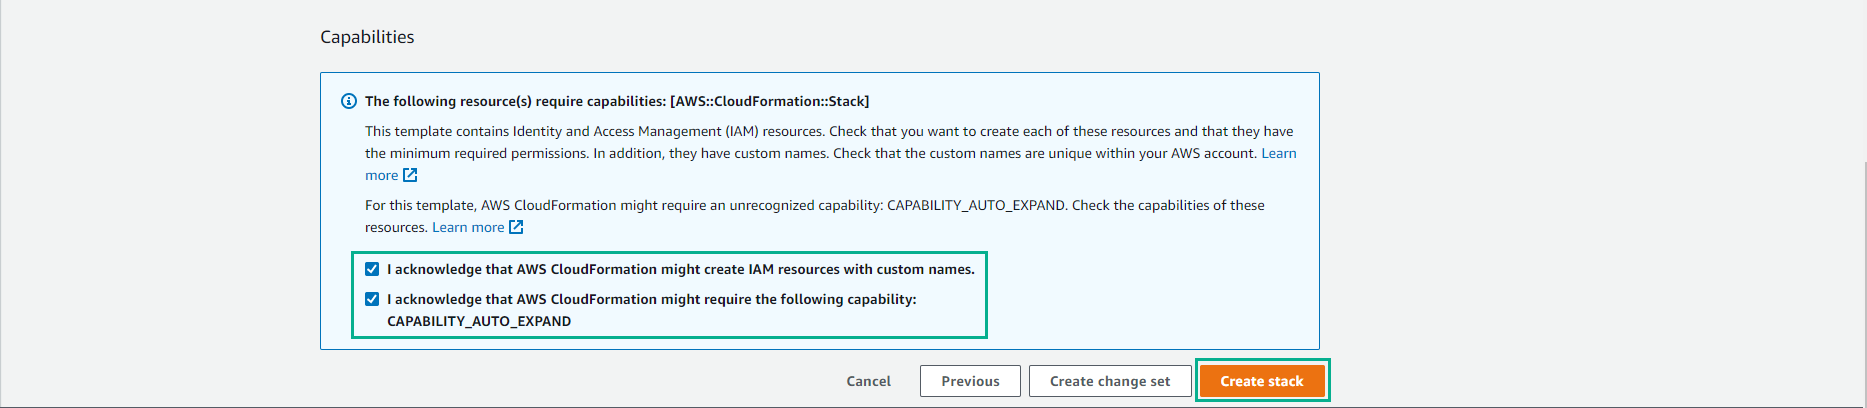 Capabilities
The following resource(s) require capabilities: [AWS::CloudFormation::Stack]
This template contains Identity and Access Management (IAM) resources. Check that you want to create each of these resources and that they have
the minimum required permissions. In addition, they have custom names. Check that the custom names are unique within your AWS account. Learn
more
For this template, AWS CloudFormation might require an unrecognized capability: CAPABILITY_AUTO_EXPAND. Check the capabilities of these
resources. Learn more
I acknowledge that AWS CloudFormation might create IAM resources with custom names.
I acknowledge that AWS CloudFormation might require the following capability:
CAPABILITY_AUTO_EXPAND
Cancel Previous Create change set Create stack